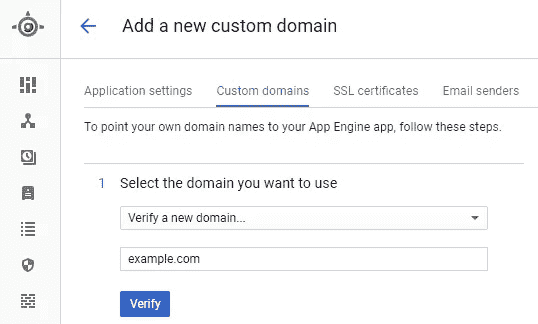 Add a new custom domain
Application settings Custom domains SSL certificates Email senders
To point your own domain names to your App Engine app, follow these steps.
1 Select the domain you want to use
Verify a new domain...
example.com
Verify